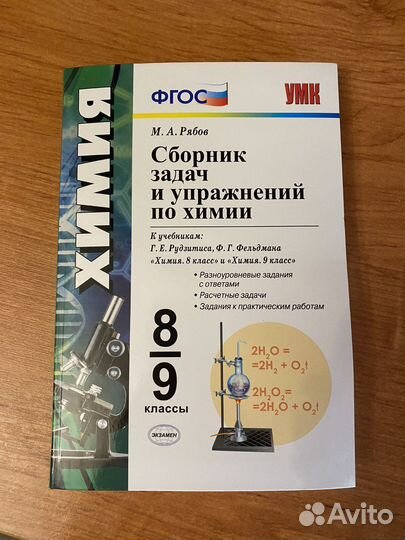 ХИМИЯ
ФГОС
УМК
М. А. Рябов
Сборник
задач
и упражнений
по химии
К учебникам:
Г. Е. Рудзитиса, Ф. Г. Фельдмана
«Химия. 8 класс» и «Химия. 9 класс»
• Разноуровневые задания
с ответами
• Расчетные задачи
• Задания к практическим работам
8
9
классы
2H₂O =
=2H₂ + O₂↑
2H₂O₂=
=2H₂O + O₂↑
ЭКЗАМЕН
Avito